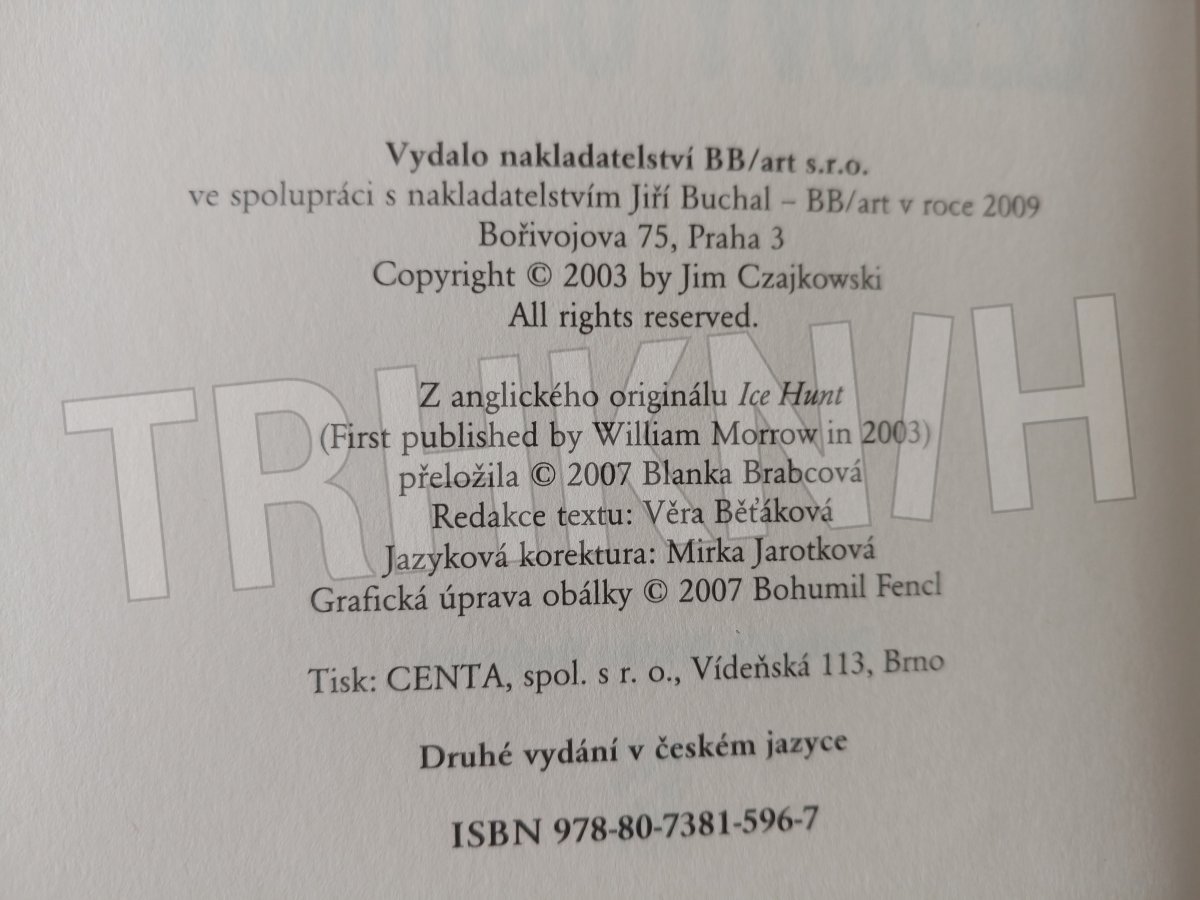 Vydalo nakladatelství BB/art s.r.o.
ve spolupráci s nakladatelstvím Jiří Buchal – BB/art v roce 2009
Bořivojova 75, Praha 3
Copyright © 2003 by Jim Czajkowski
All rights reserved.
Z anglického originálu Ice Hunt
(First published by William Morrow in 2003)
přeložila © 2007 Blanka Brabcová
Redakce textu: Věra Běťáková
Jazyková korektura: Mirka Jarotková
Grafická úprava obálky © 2007 Bohumil Fencl
Tisk: CENTA, spol. s r. o., Vídeňská 113, Brno
Druhé vydání v českém jazyce
ISBN 978-80-7381-596-7
TRHKN/H